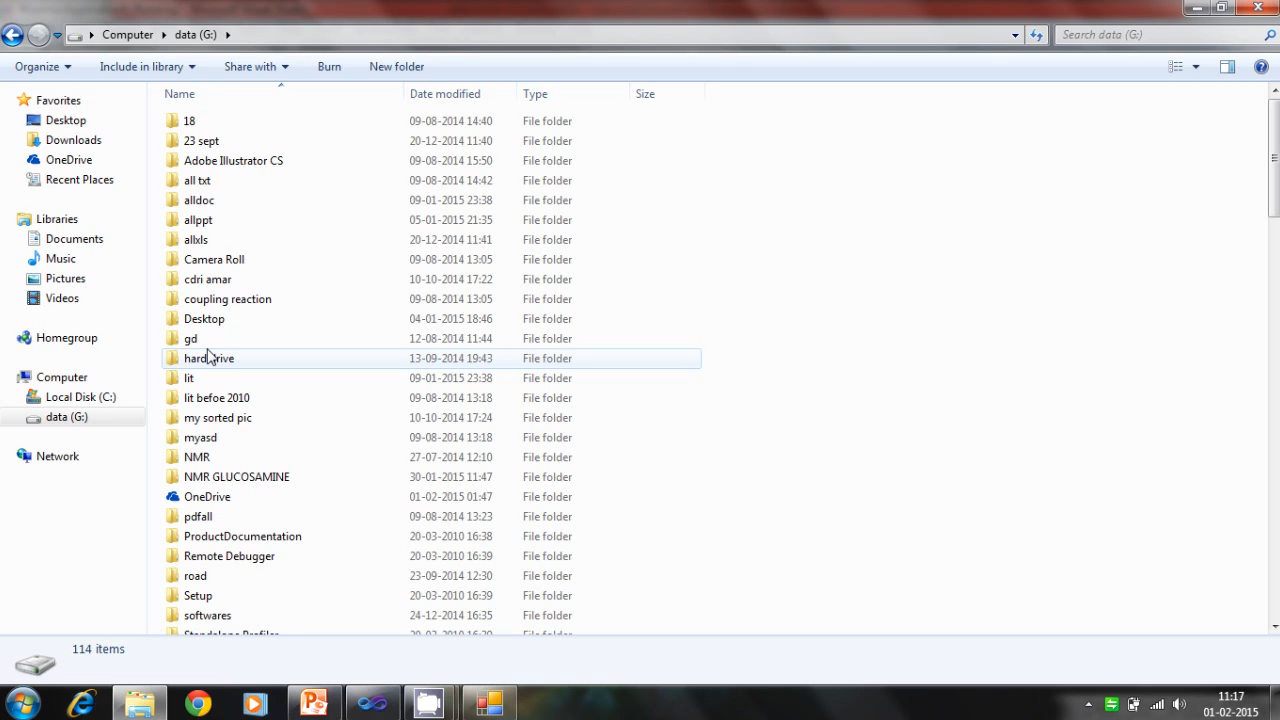 Computer ▸ data (G:) ▸ Search data (G:)
Organize Include in library Share with Burn New folder
Name Date modified Type Size
Favorites
Desktop
Downloads
OneDrive
Recent Places
Libraries
Documents
Music
Pictures
Videos
Homegroup
Computer
Local Disk (C:)
data (G:)
Network
18 09-08-2014 14:40 File folder
23 sept 20-12-2014 11:40 File folder
Adobe Illustrator CS 09-08-2014 15:50 File folder
all txt 09-08-2014 14:42 File folder
alldoc 09-01-2015 23:38 File folder
allppt 05-01-2015 21:35 File folder
allxls 20-12-2014 11:41 File folder
Camera Roll 09-08-2014 13:05 File folder
cdri amar 10-10-2014 17:22 File folder
coupling reaction 09-08-2014 13:05 File folder
Desktop 04-01-2015 18:46 File folder
gd 12-08-2014 11:44 File folder
hard drive 13-09-2014 19:43 File folder
lit 09-01-2015 23:38 File folder
lit befoe 2010 09-08-2014 13:18 File folder
my sorted pic 10-10-2014 17:24 File folder
myasd 09-08-2014 13:18 File folder
NMR 27-07-2014 12:10 File folder
NMR GLUCOSAMINE 30-01-2015 11:47 File folder
OneDrive 01-02-2015 01:47 File folder
pdfall 09-08-2014 13:23 File folder
ProductDocumentation 20-03-2010 16:38 File folder
Remote Debugger 20-03-2010 16:39 File folder
road 23-09-2014 12:30 File folder
Setup 20-03-2010 16:39 File folder
softwares 24-12-2014 16:35 File folder
Standalone Profiler 20-03-2010 16:39 File folder
114 items
11:17
01-02-2015